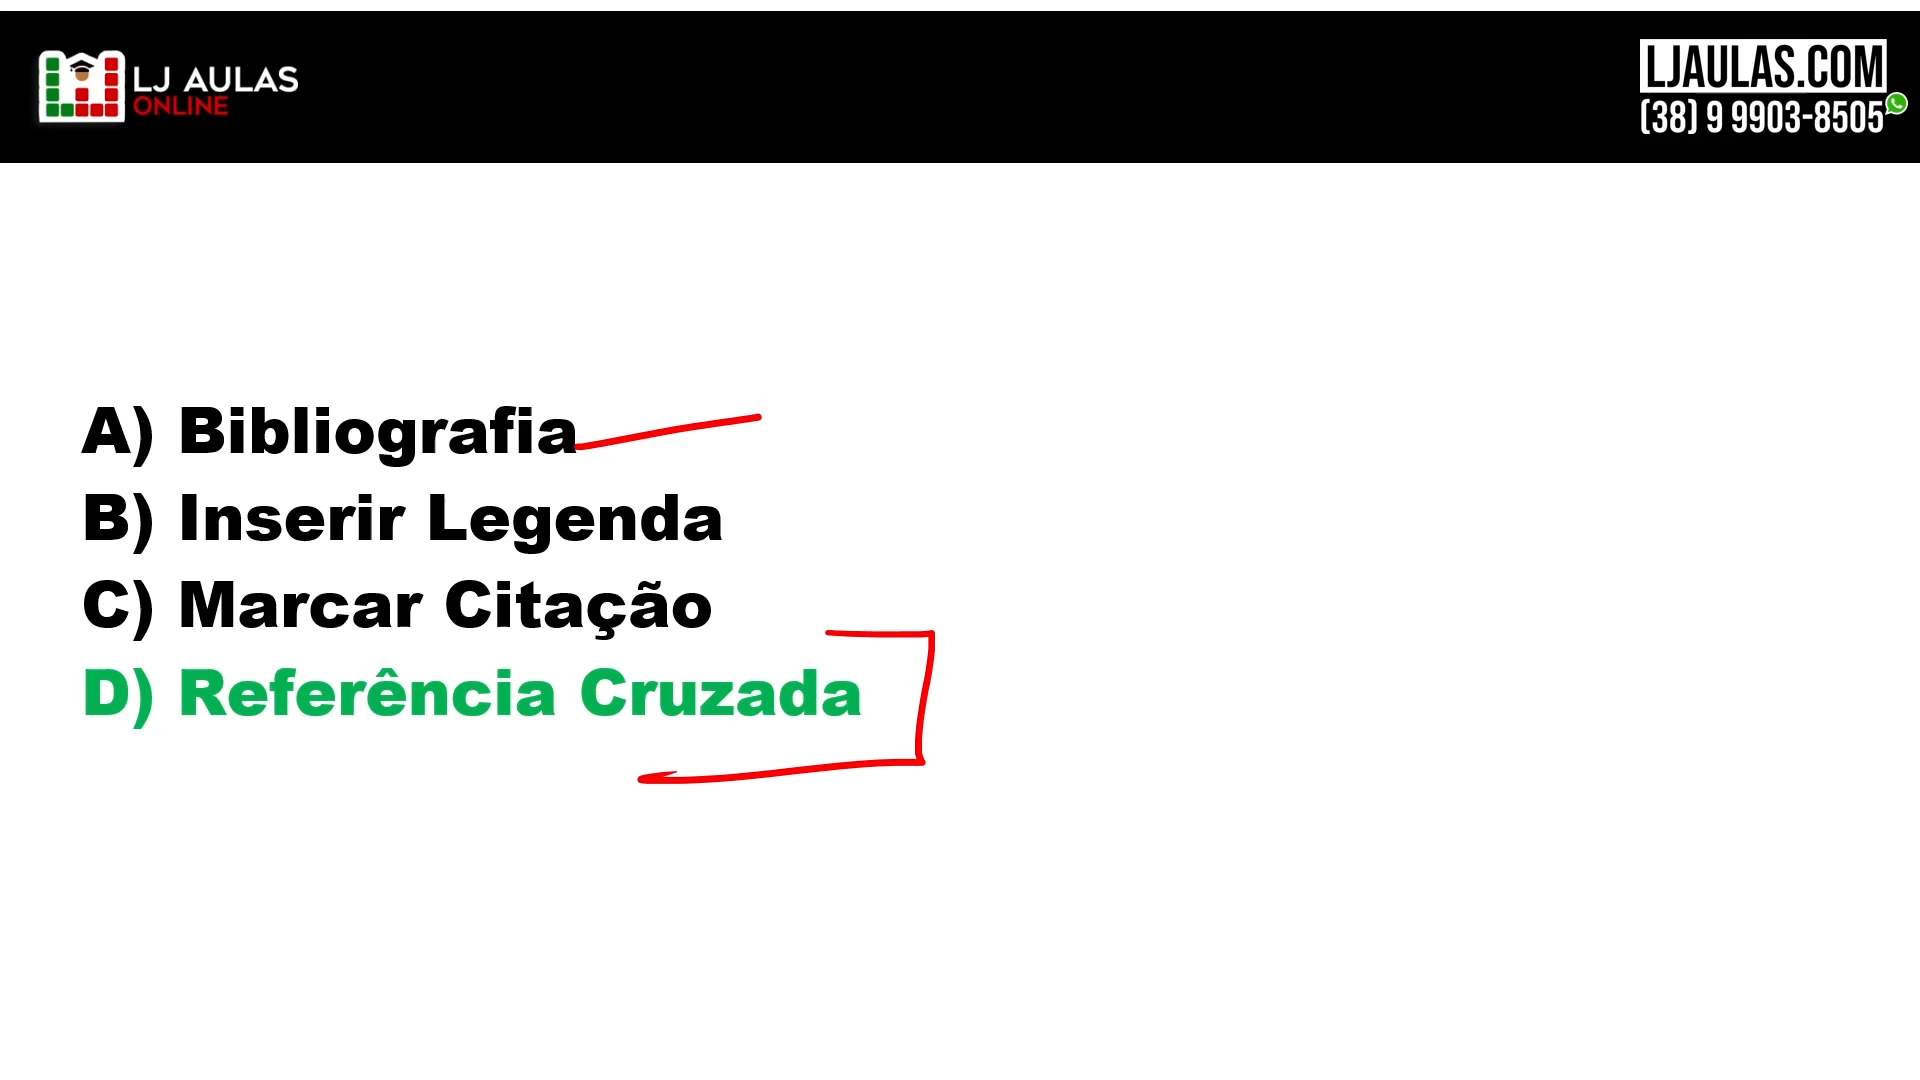 LJ AULAS
ONLINE
LJAULAS.COM
(38) 9 9903-8505
A) Bibliografia
B) Inserir Legenda
C) Marcar Citação
D) Referência Cruzada